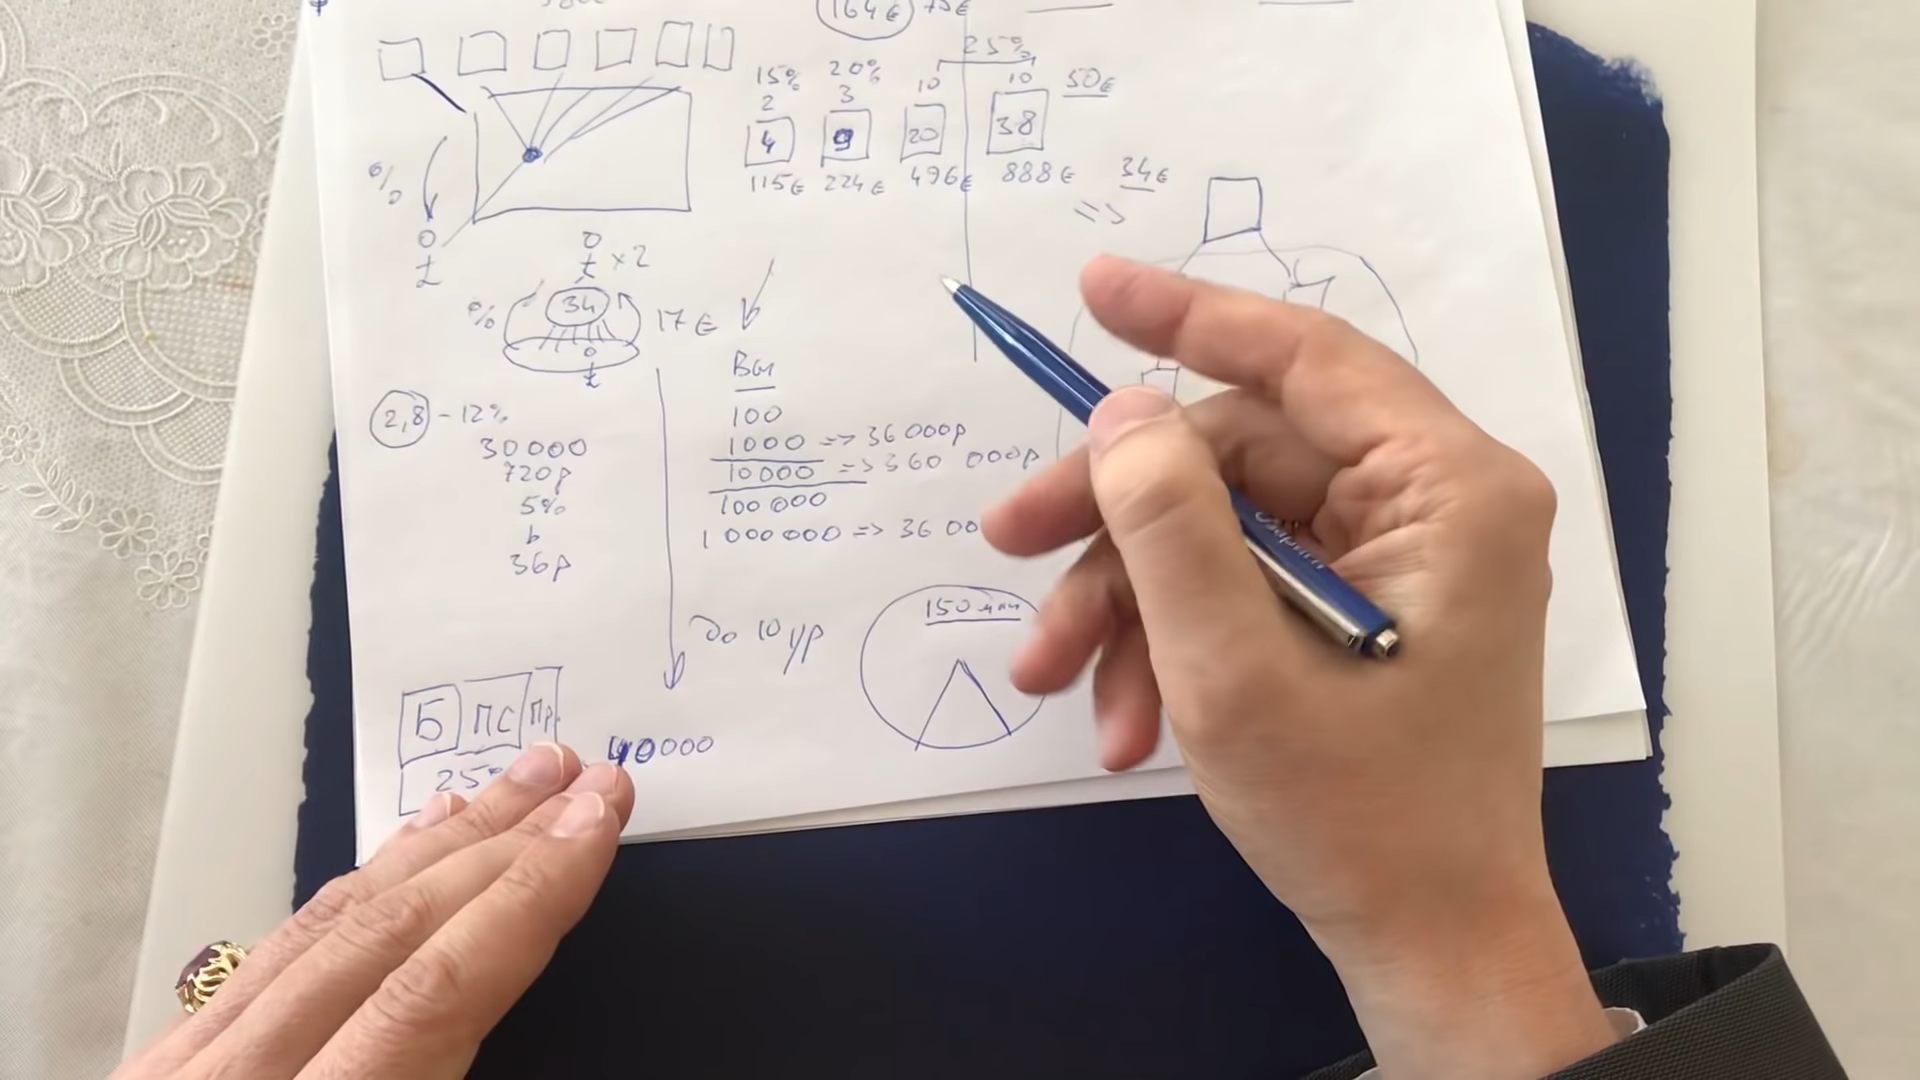 164€ 75€
25%
15% 20% 10 10 50€
2 3
4 9 20 38
115€ 224€ 496€ 888€ 34€
=>
%
x2
% 34 17€
Вы
2,8 - 12%
100
30000
1000 => 36 000р
720р
10000 => 360 000р
5%
100 000
1 000 000 => 36 00
36р
150 млн
до 10 ур
Б ПС Пр.
40000
25%